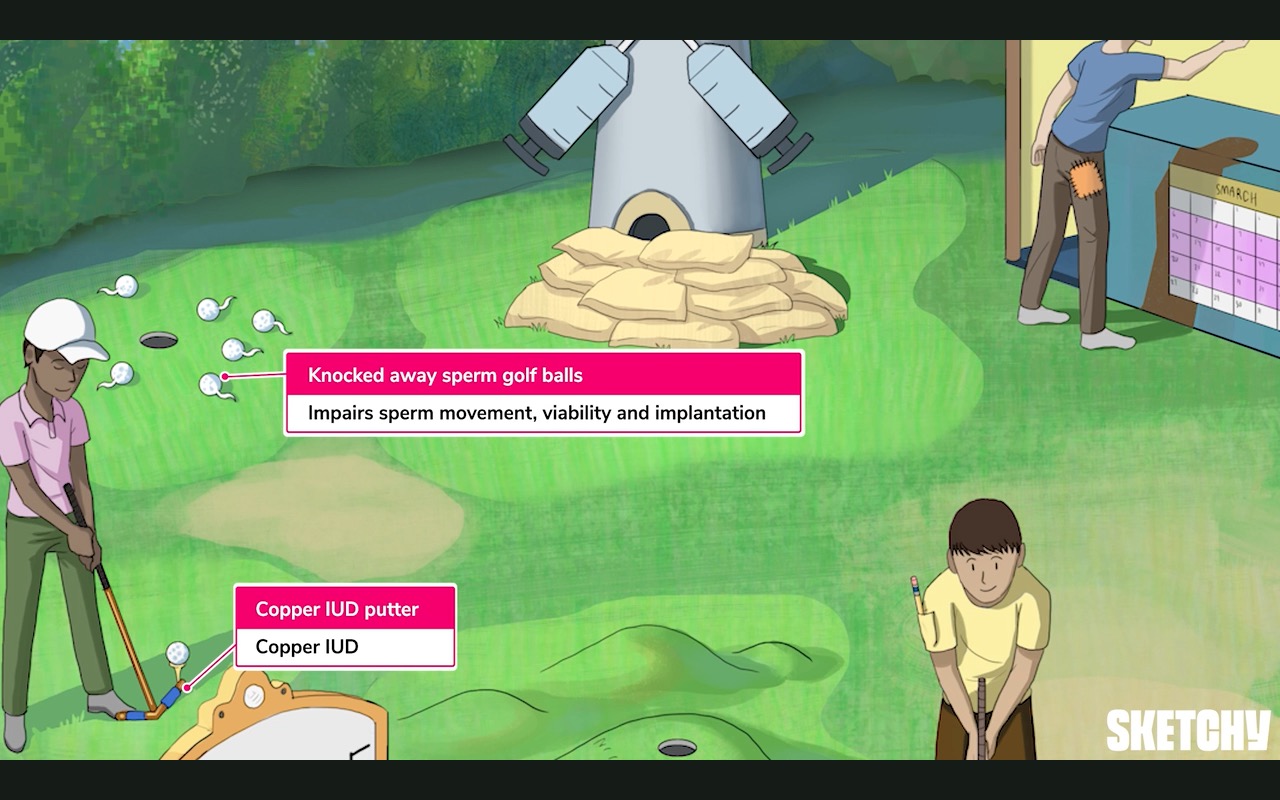 SMARCH
Knocked away sperm golf balls
Impairs sperm movement, viability and implantation
Copper IUD putter
Copper IUD
SKETCHY